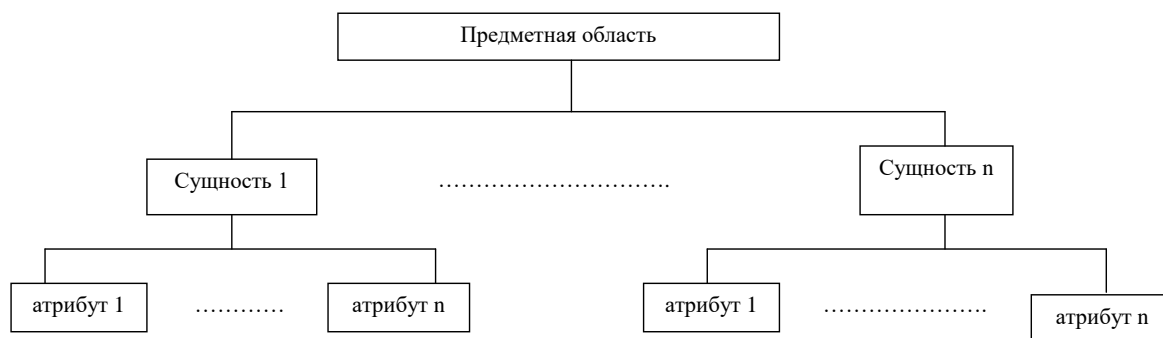 Предметная область
Сущность 1
…………………………. 
Сущность n
атрибут 1
…………
атрибут n
атрибут 1
………………….
атрибут n